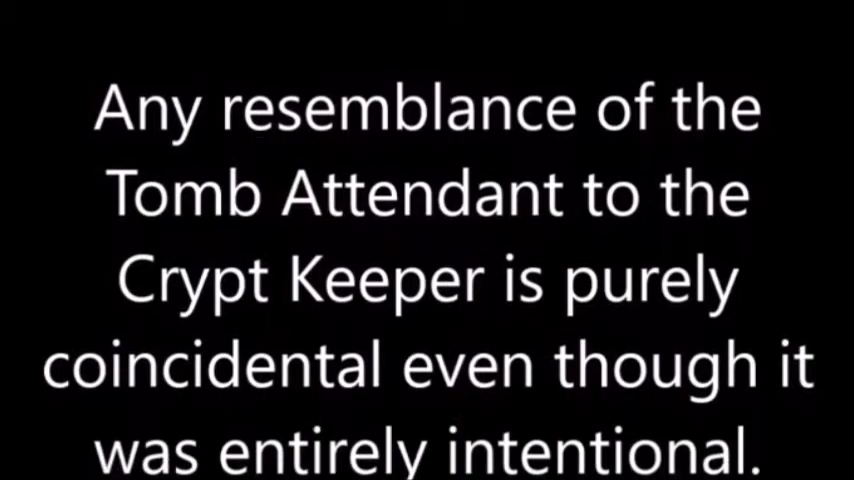 Any resemblance of the
Tomb Attendant to the
Crypt Keeper is purely
coincidental even though it
was entirely intentional.